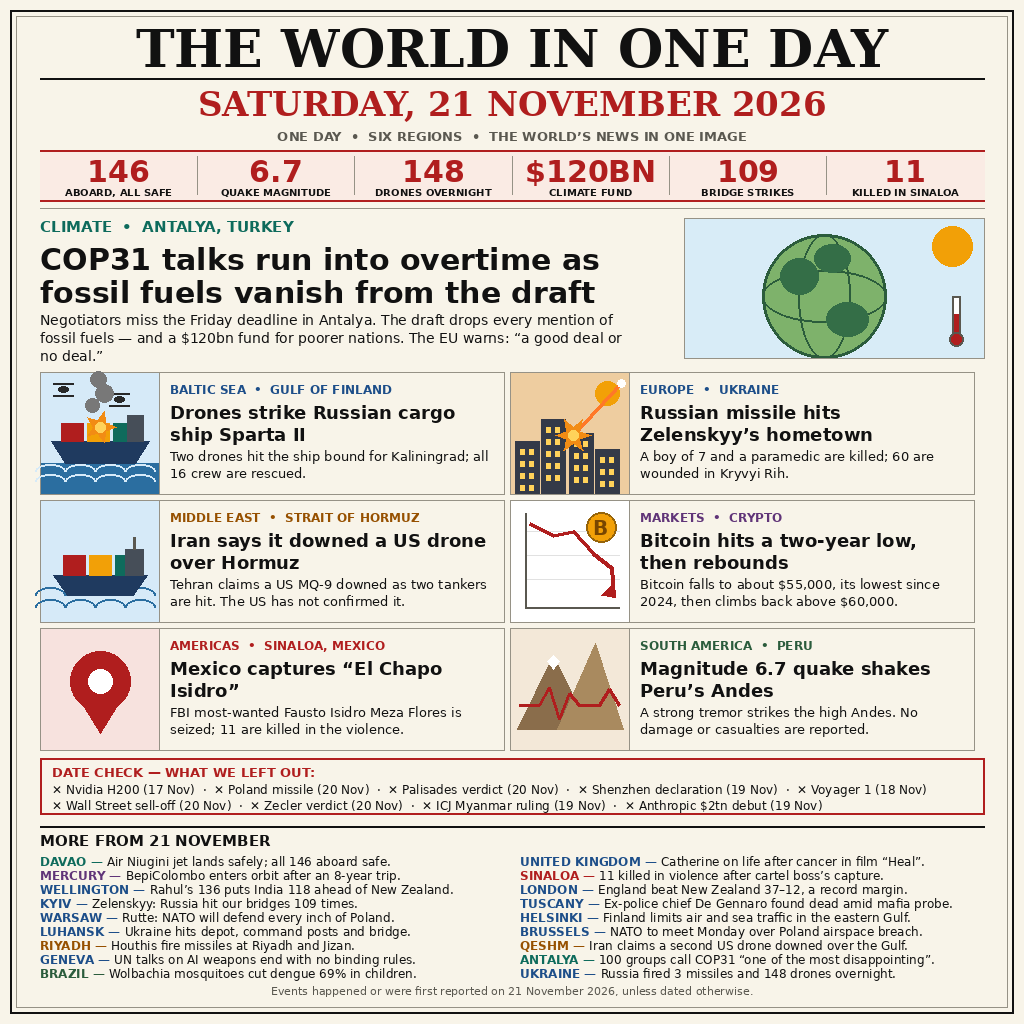 THE WORLD IN ONE DAY
SATURDAY, 21 NOVEMBER 2026
ONE DAY • SIX REGIONS • THE WORLD’S NEWS IN ONE IMAGE
146
ABOARD, ALL SAFE
6.7
QUAKE MAGNITUDE
148
DRONES OVERNIGHT
$120BN
CLIMATE FUND
109
BRIDGE STRIKES
11
KILLED IN SINALOA
CLIMATE • ANTALYA, TURKEY
COP31 talks run into overtime as
fossil fuels vanish from the draft
Negotiators miss the Friday deadline in Antalya. The draft drops every mention of
fossil fuels — and a $120bn fund for poorer nations. The EU warns: “a good deal or
no deal.”
BALTIC SEA • GULF OF FINLAND
Drones strike Russian cargo
ship Sparta II
Two drones hit the ship bound for Kaliningrad; all
16 crew are rescued.
EUROPE • UKRAINE
Russian missile hits
Zelenskyy’s hometown
A boy of 7 and a paramedic are killed; 60 are
wounded in Kryvyi Rih.
MIDDLE EAST • STRAIT OF HORMUZ
Iran says it downed a US drone
over Hormuz
Tehran claims a US MQ-9 downed as two tankers
are hit. The US has not confirmed it.
B
MARKETS • CRYPTO
Bitcoin hits a two-year low,
then rebounds
Bitcoin falls to about $55,000, its lowest since
2024, then climbs back above $60,000.
AMERICAS • SINALOA, MEXICO
Mexico captures “El Chapo
Isidro”
FBI most-wanted Fausto Isidro Meza Flores is
seized; 11 are killed in the violence.
SOUTH AMERICA • PERU
Magnitude 6.7 quake shakes
Peru’s Andes
A strong tremor strikes the high Andes. No
damage or casualties are reported.
DATE CHECK — WHAT WE LEFT OUT:
✕ Nvidia H200 (17 Nov) · ✕ Poland missile (20 Nov) · ✕ Palisades verdict (20 Nov) · ✕ Shenzhen declaration (19 Nov) · ✕ Voyager 1 (18 Nov)
✕ Wall Street sell-off (20 Nov) · ✕ Zecler verdict (20 Nov) · ✕ ICJ Myanmar ruling (19 Nov) · ✕ Anthropic $2tn debut (19 Nov)
MORE FROM 21 NOVEMBER
DAVAO — Air Niugini jet lands safely; all 146 aboard safe.
MERCURY — BepiColombo enters orbit after an 8-year trip.
WELLINGTON — Rahul’s 136 puts India 118 ahead of New Zealand.
KYIV — Zelenskyy: Russia hit our bridges 109 times.
WARSAW — Rutte: NATO will defend every inch of Poland.
LUHANSK — Ukraine hits depot, command posts and bridge.
RIYADH — Houthis fire missiles at Riyadh and Jizan.
GENEVA — UN talks on AI weapons end with no binding rules.
BRAZIL — Wolbachia mosquitoes cut dengue 69% in children.
UNITED KINGDOM — Catherine on life after cancer in film “Heal”.
SINALOA — 11 killed in violence after cartel boss’s capture.
LONDON — England beat New Zealand 37–12, a record margin.
TUSCANY — Ex-police chief De Gennaro found dead amid mafia probe.
HELSINKI — Finland limits air and sea traffic in the eastern Gulf.
BRUSSELS — NATO to meet Monday over Poland airspace breach.
QESHM — Iran claims a second US drone downed over the Gulf.
ANTALYA — 100 groups call COP31 “one of the most disappointing”.
UKRAINE — Russia fired 3 missiles and 148 drones overnight.
Events happened or were first reported on 21 November 2026, unless dated otherwise.